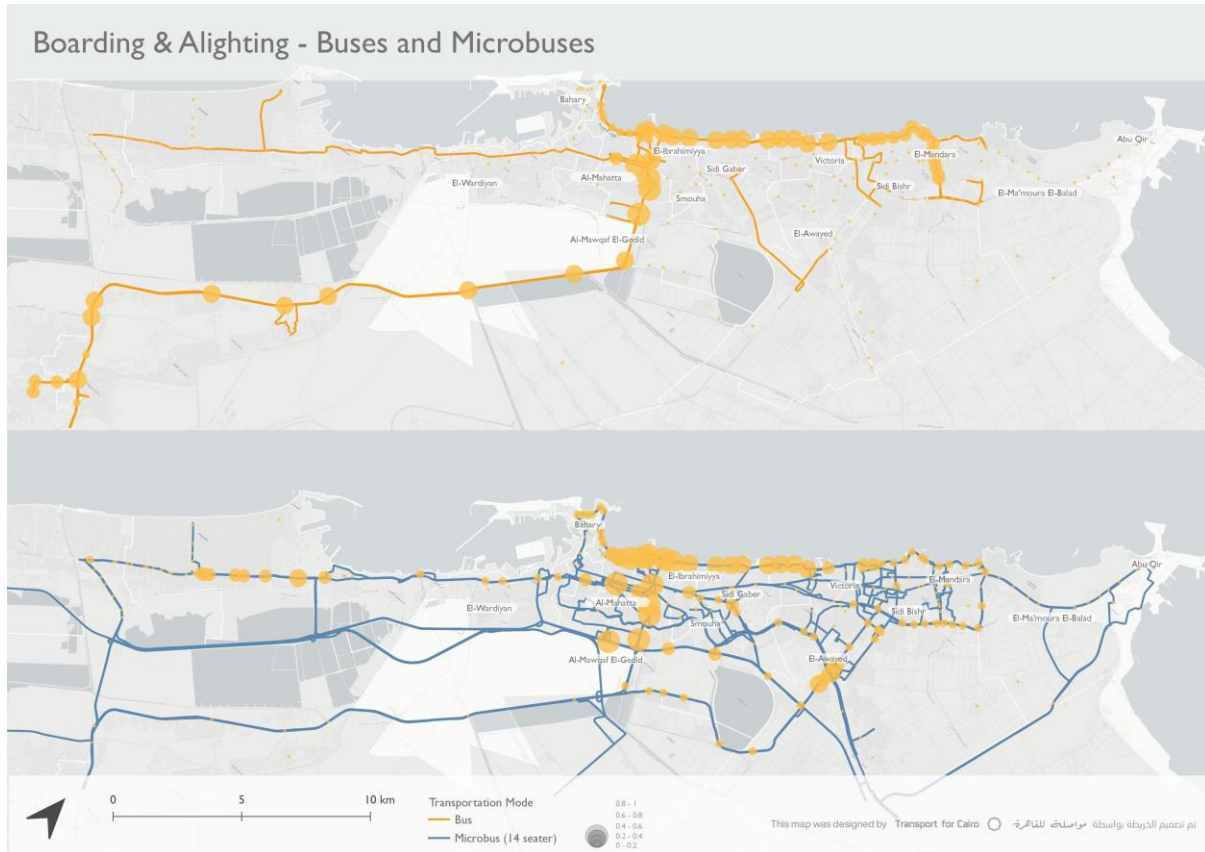 Boarding & Alighting - Buses and Microbuses
Bahary
Abu Qir
El-Ibrahimiyya
Victoria
El-Mandara
Al-Mahatta
Sidi Gaber
El-Wardiyan
Sidi Bishr
El-Ma'moura El-Balad
Smouha
Al-Mawqaf El-Gedid
El-Awayed
Bahary
Abu Qir
El-Ibrahimiyya
Victoria
El-Mandara
Sidi Gaber
Al-Mahatta
El-Wardiyan
Sidi Bishr
El-Ma'moura El-Balad
Smouha
Al-Mawqaf El-Gedid
El-Awayed
0 5 10 km
Transportation Mode
Bus
Microbus (14 seater)
0.8 - 1
0.6 - 0.8
0.4 - 0.6
0.2 - 0.4
0 - 0.2
This map was designed by Transport for Cairo مواصلة للقاهرة تم تصميم الخريطة بواسطة